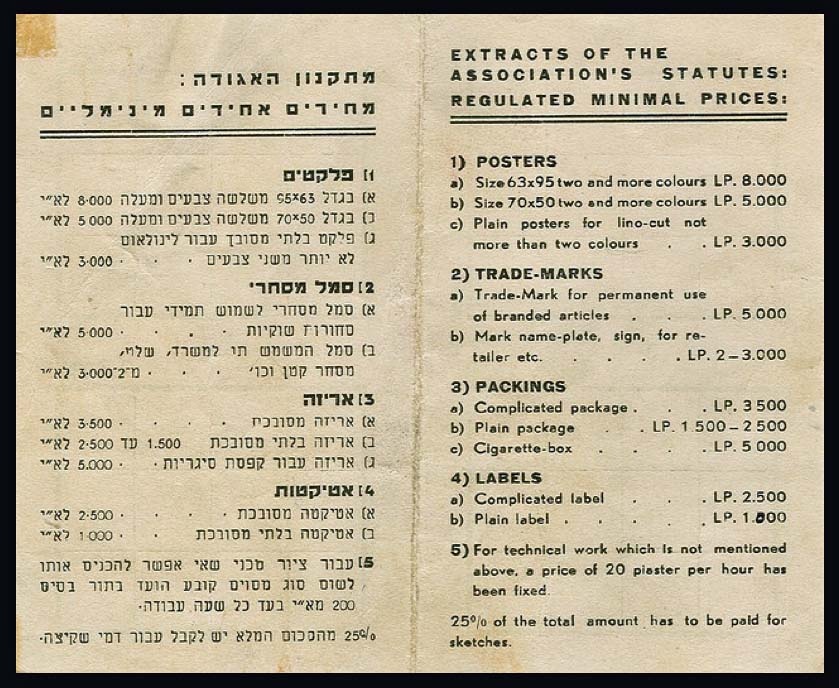 מתקנון האגודה:
מחירים אחידים מינימליים
1) פלקטים
א) בגדל 95×63 משלשה צבעים ומעלה 8·000 לא״י
ב) בגדל 70×50 משלשה צבעים ומעלה 5 000 לא״י
ג) פלקט בלתי מסובך עבור לינולאום
לא יותר משני צבעים · · · 3·000 לא״י
2) סמל מסחרי
א) סמל מסחרי לשמוש תמידי עבור
סחורות שוקיות · · · · 5·000 לא״י
ב) סמל המשמש תו למשרד, שלט,
מסחר קטן וכו׳ · · · מ־2־3·000 לא״י
3) אריזה
א) אריזה מסובכת · · · · 3·500 לא״י
ב) אריזה בלתי מסובכת 1.500 עד 2·500 לא״י
ג) אריזה עבור קפסת סיגריות · · 5.000 לא״י
4) אטיקטות
א) אטיקטה מסובכת · · · 2·500 לא״י
ב) אטיקטה בלתי מסובכת · · 1·000 לא״י
5) עבור ציור טכני שאי אפשר להכניס אותו
לשום סוג מסוים קובע הועד בתור בסיס
200 מא״י בעד כל שעה עבודה·
25% מהסכום המלא יש לקבל עבור דמי שקיצה·
EXTRACTS OF THE
ASSOCIATION'S STATUTES:
REGULATED MINIMAL PRICES:
1) POSTERS
a) Size 63x95 two and more colours LP. 8.000
b) Size 70x50 two and more colours LP. 5.000
c) Plain posters for lino-cut not
more than two colours . . LP. 3.000
2) TRADE-MARKS
a) Trade-Mark for permanent use
of branded articles . . . LP. 5 000
b) Mark name-plate, sign, for re-
tailer etc. . . . . LP. 2–3.000
3) PACKINGS
a) Complicated package . . . LP. 3 500
b) Plain package . . LP. 1 500–2 500
c) Cigarette-box . . . . LP. 5 000
4) LABELS
a) Complicated label . . . LP. 2.500
b) Plain label . . . . . LP. 1.000
5) For technical work which is not mentioned
above, a price of 20 piaster per hour has
been fixed.
25% of the total amount has to be paid for
sketches.